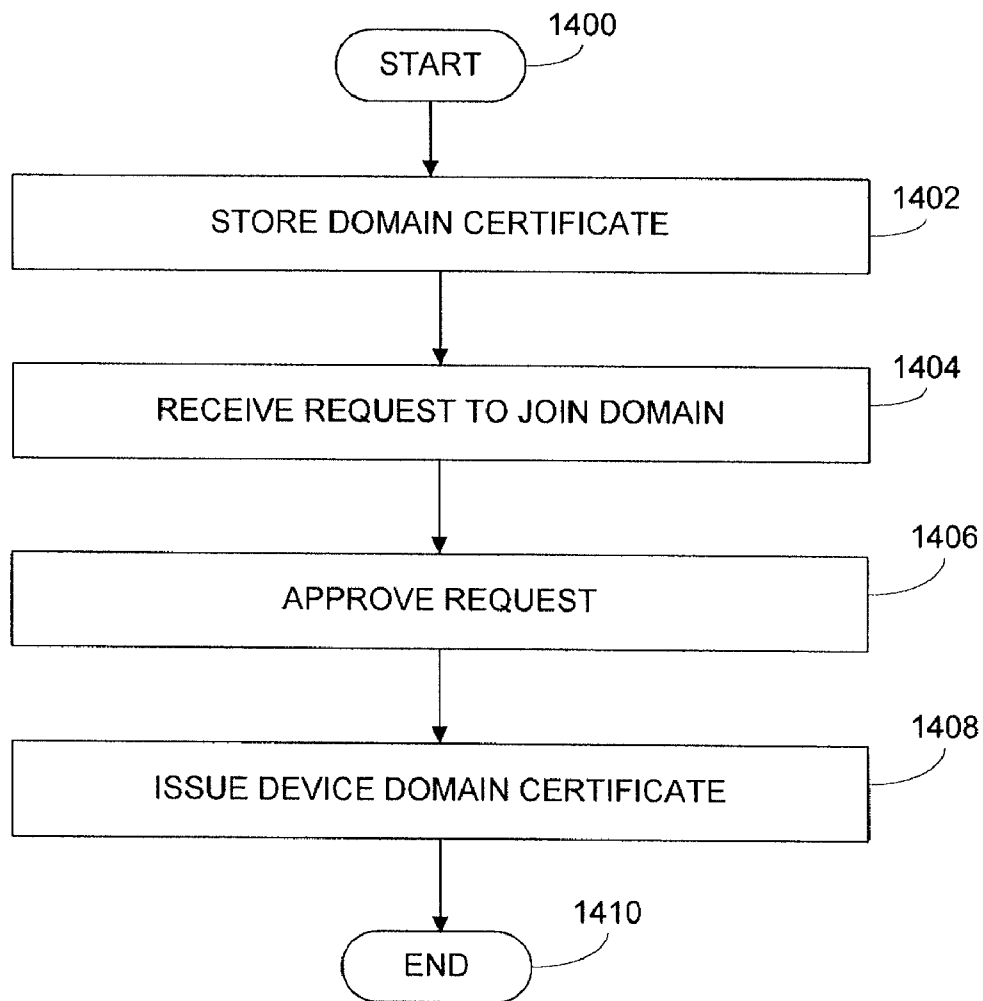 1400
START
1402
STORE DOMAIN CERTIFICATE
1404
RECEIVE REQUEST TO JOIN DOMAIN
1406
APPROVE REQUEST
1408
ISSUE DEVICE DOMAIN CERTIFICATE
1410
END